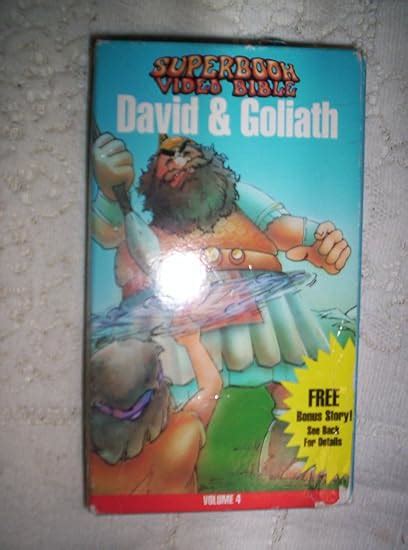 SUPERBOOK
VIDEO BIBLE
David & Goliath
FREE
Bonus Story!
See Back
For Details
VOLUME 4